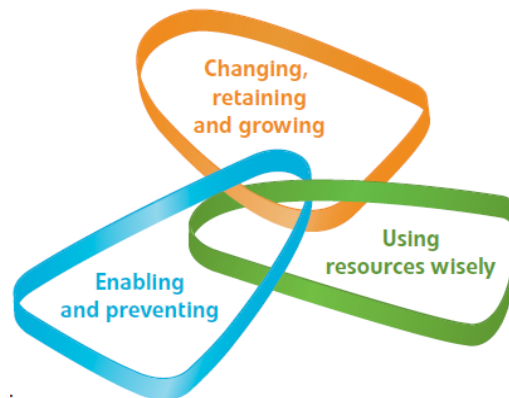 Changing,
retaining
and growing
Using
resources wisely
Enabling
and preventing